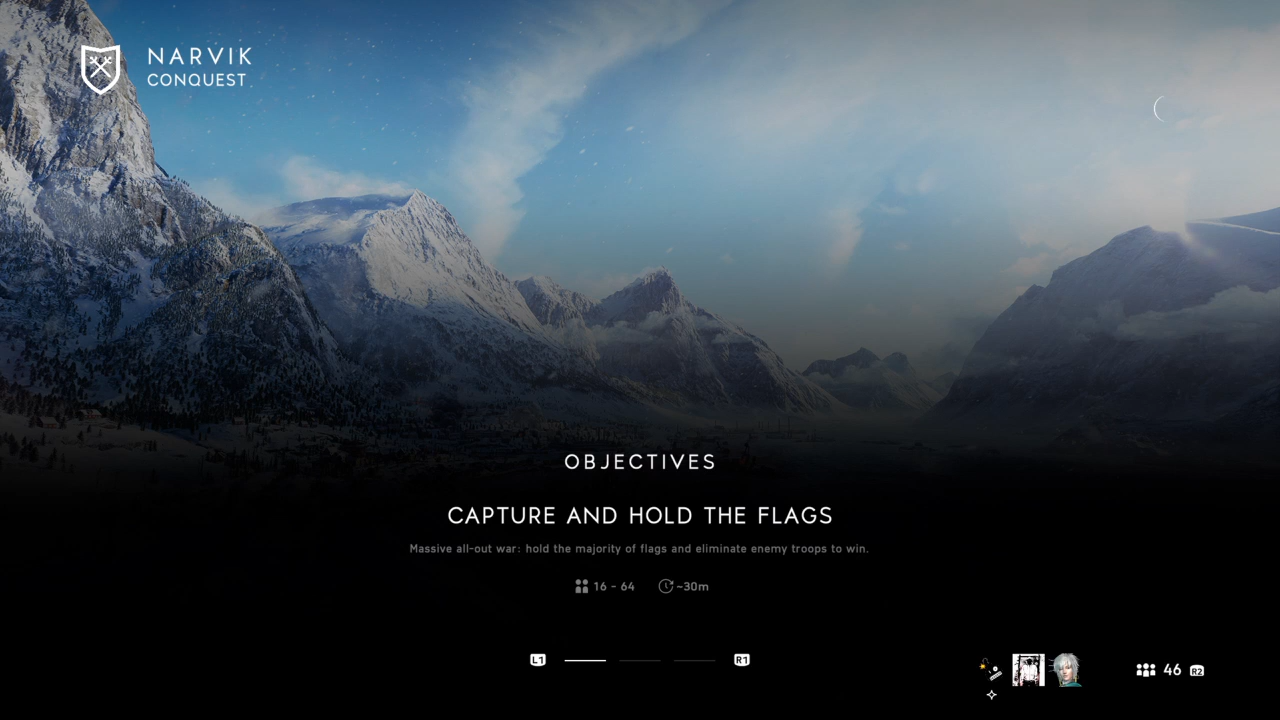 NARVIK
CONQUEST
OBJECTIVES
CAPTURE AND HOLD THE FLAGS
Massive all-out war: hold the majority of flags and eliminate enemy troops to win.
16 - 64 ~30m
L1 R1
46 R2